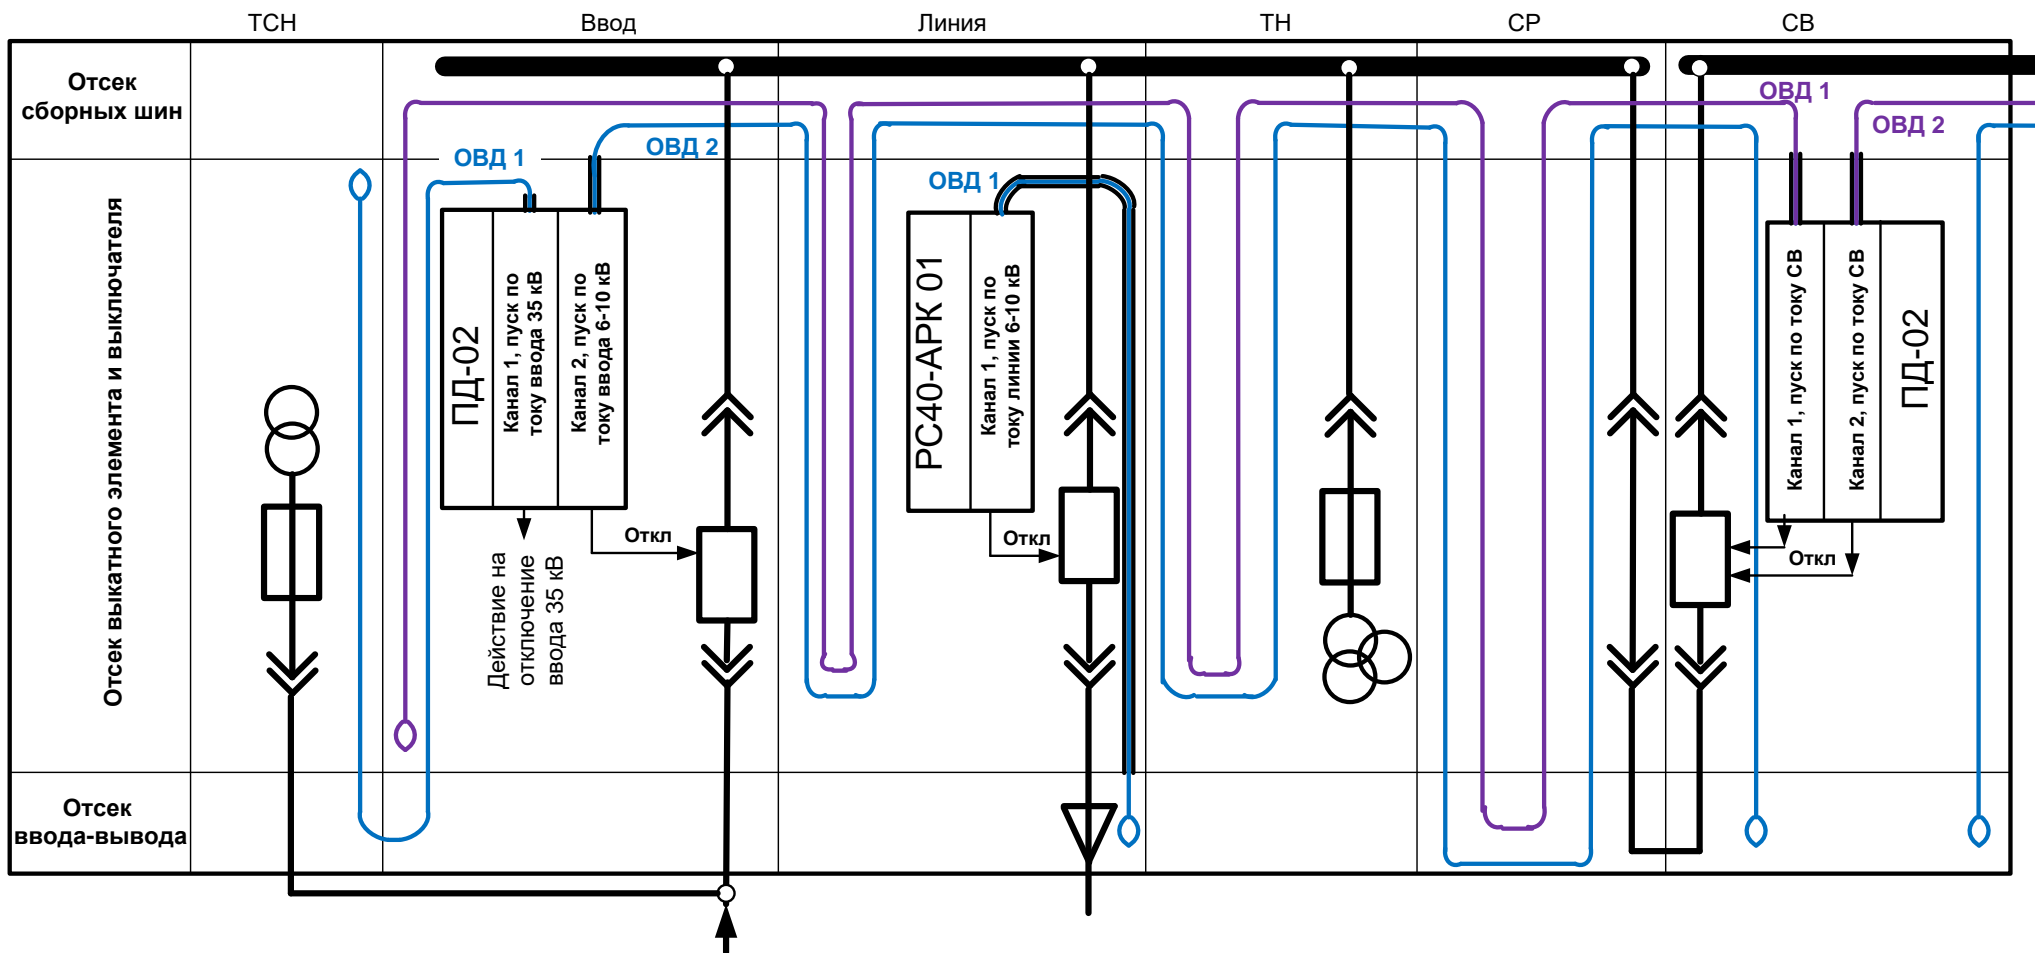 ТСН
Ввод
Линия
ТН
СР
СВ
Отсек
сборных шин
ОВД 1
ОВД 2
ОВД 1
ОВД 1
ОВД 2
Отсек выкатного элемента и выключателя
ПД-02
Канал 1, пуск по
току ввода 35 кВ
Канал 2, пуск по
току ввода 6-10 кВ
Откл
Действие на
отключение
ввода 35 кВ
РС40-АРК 01
Канал 1, пуск по
току линии 6-10 кВ
Откл
Канал 1, пуск по току СВ
Канал 2, пуск по току СВ
ПД-02
Откл
Отсек
ввода-вывода